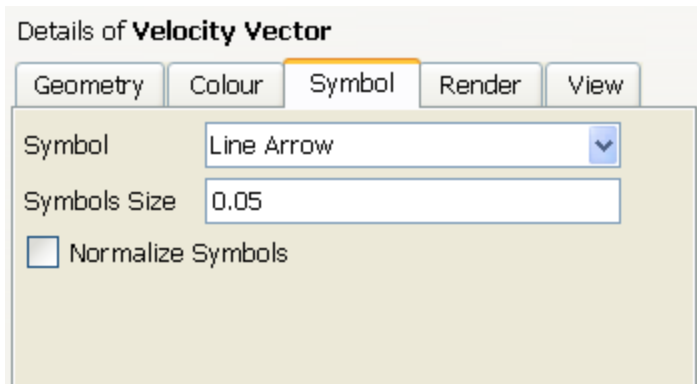 Details of Velocity Vector
Geometry Colour Symbol Render View
Symbol Line Arrow
Symbols Size 0.05
Normalize Symbols